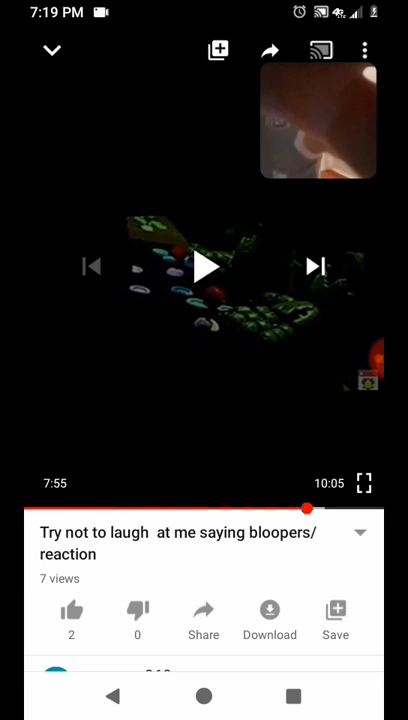 7:19 PM
7:55
10:05
Try not to laugh at me saying bloopers/
reaction
7 views
2
0
Share
Download
Save